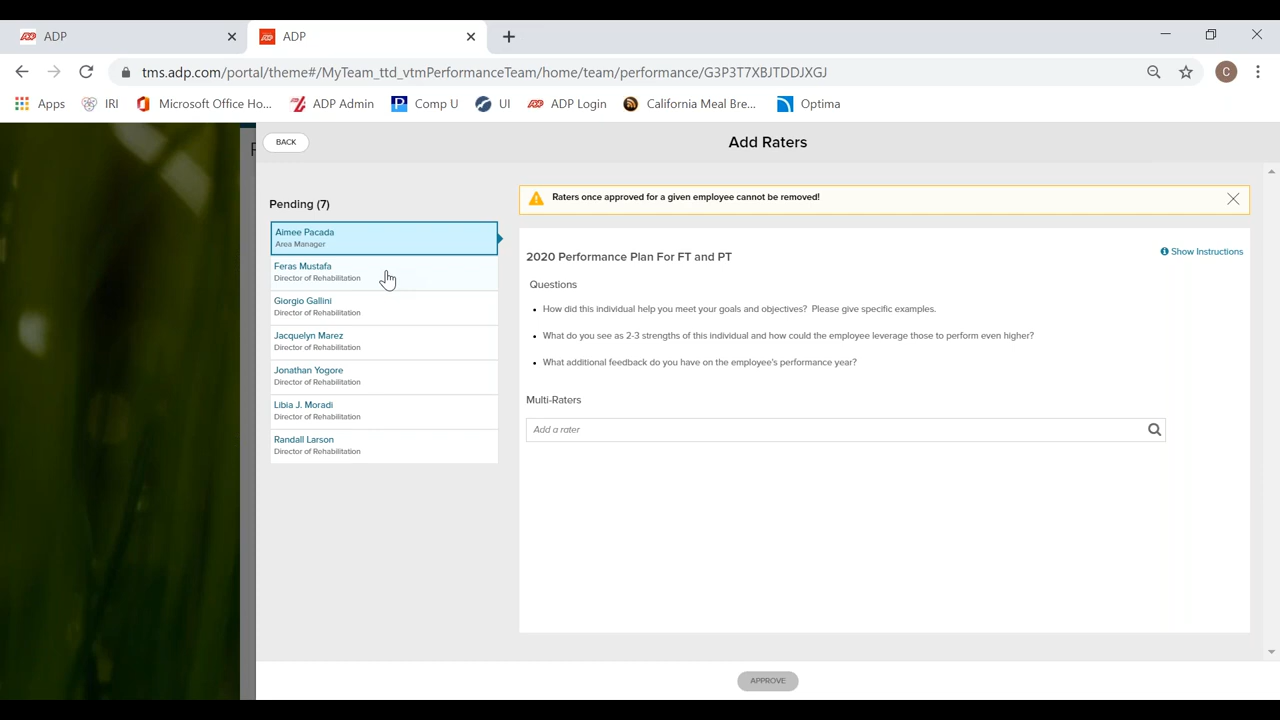 ADP
ADP
tms.adp.com/portal/theme#/MyTeam_ttd_vtmPerformanceTeam/home/team/performance/G3P3T7XBJTDDJXGJ
C
Apps
IRI
Microsoft Office Ho...
ADP Admin
Comp U
UI
ADP Login
California Meal Bre...
Optima
BACK
Add Raters
Pending (7)
Aimee Pacada
Area Manager
Feras Mustafa
Director of Rehabilitation
Giorgio Gallini
Director of Rehabilitation
Jacquelyn Marez
Director of Rehabilitation
Jonathan Yogore
Director of Rehabilitation
Libia J. Moradi
Director of Rehabilitation
Randall Larson
Director of Rehabilitation
Raters once approved for a given employee cannot be removed!
2020 Performance Plan For FT and PT
Show Instructions
Questions
How did this individual help you meet your goals and objectives? Please give specific examples.
What do you see as 2-3 strengths of this individual and how could the employee leverage those to perform even higher?
What additional feedback do you have on the employee's performance year?
Multi-Raters
Add a rater
APPROVE